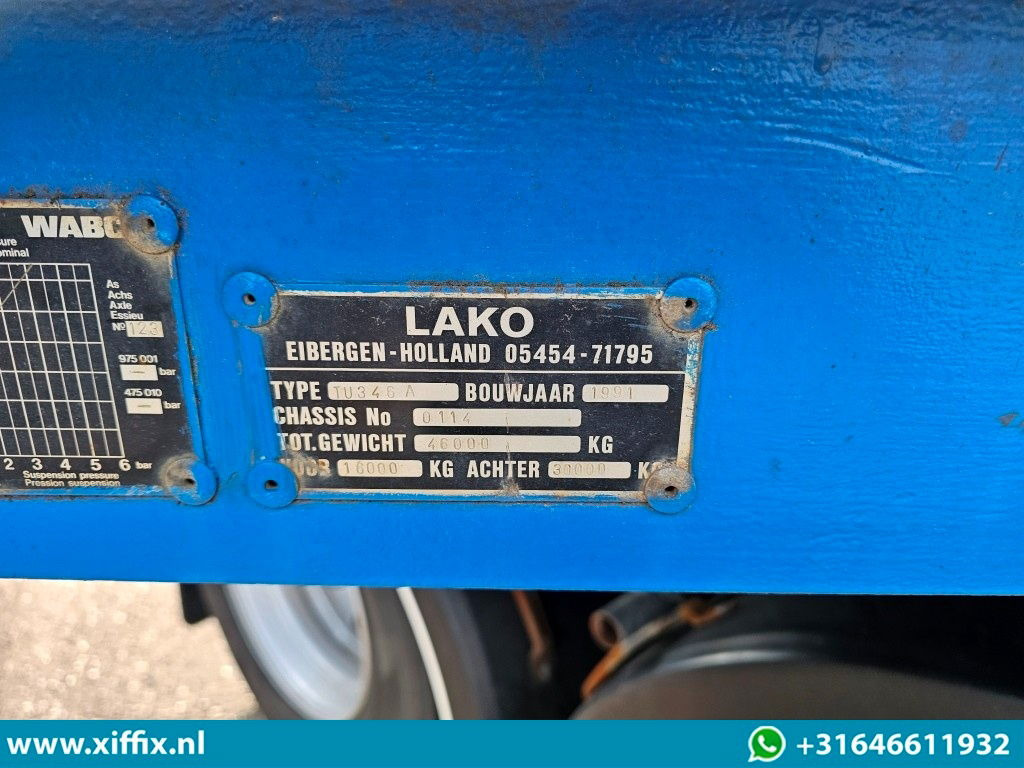 WABC
ominal
As
Achs
Axle
Essieu
Nº 123
975 001
bar
475 010
bar
2 3 4 5 6 bar
Suspension pressure
Pression suspension
LAKO
EIBERGEN-HOLLAND 05454-71795
TYPE TU346 A BOUWJAAR 1991
CHASSIS No 0114
TOT.GEWICHT 46000 KG
VOOR 16000 KG ACHTER 30000 KG
www.xiffix.nl
+31646611932